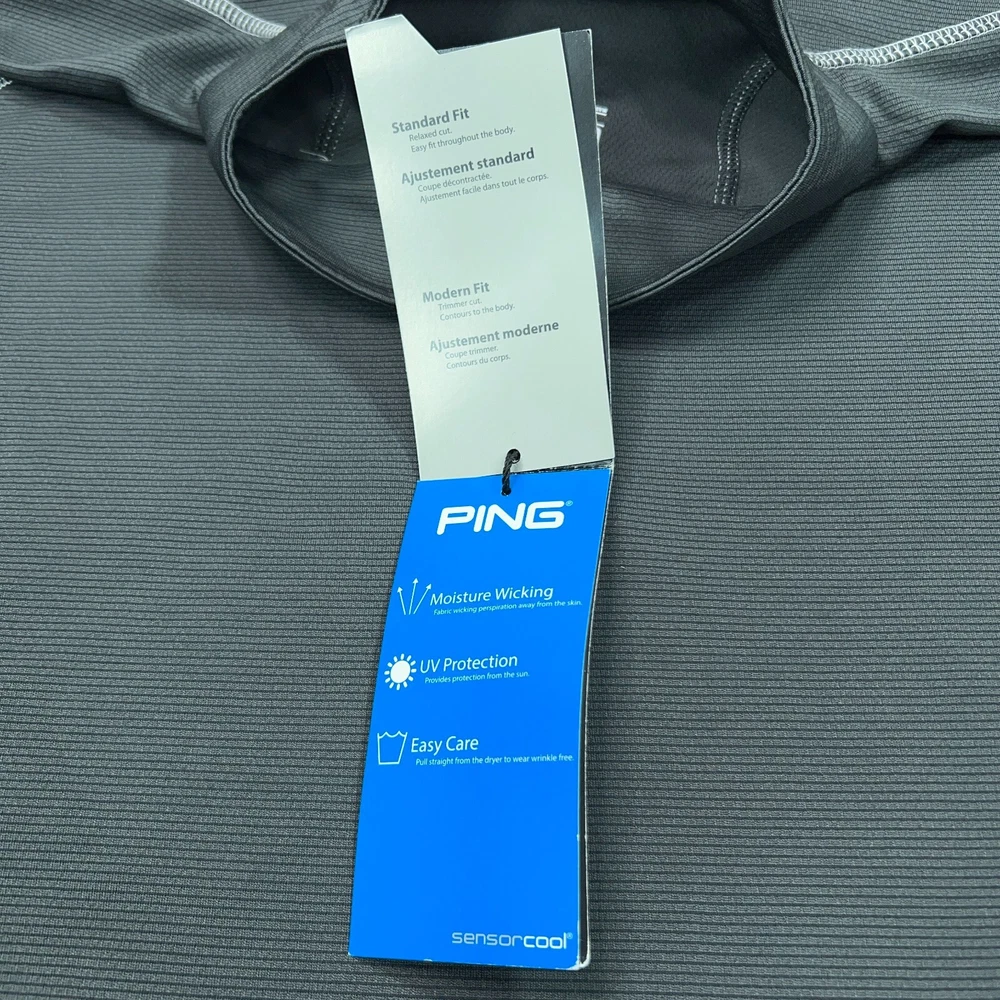 Standard Fit
Relaxed cut.
Easy fit throughout the body.
Ajustement standard
Coupe décontractée.
Ajustement facile dans tout le corps.
Modern Fit
Trimmer cut.
Contours to the body.
Ajustement moderne
Coupe trimmer.
Contours du corps.
PING®
Moisture Wicking
Fabric wicking perspiration away from the skin.
UV Protection
Provides protection from the sun.
Easy Care
Pull straight from the dryer to wear wrinkle free.
sensorcool®